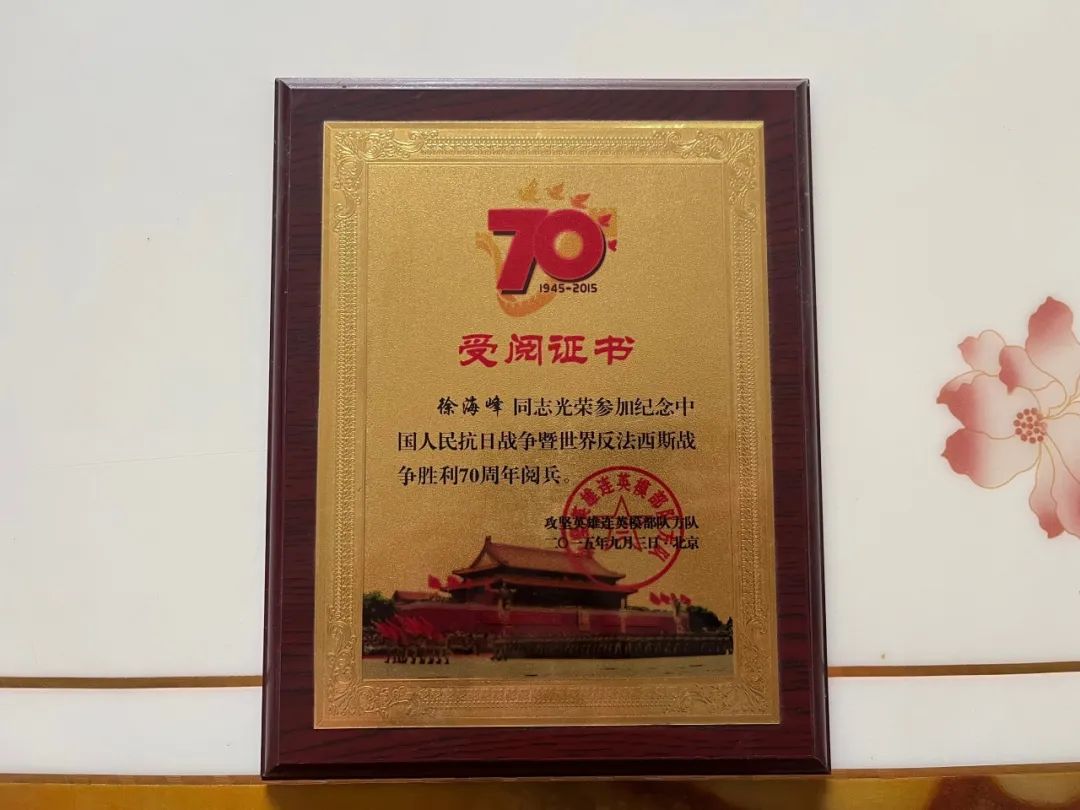 70
1945-2015
受阅证书
徐海峰 同志光荣参加纪念中
国人民抗日战争暨世界反法西斯战
争胜利70周年阅兵。
攻坚英雄连英模部队方队
二〇一五年九月三日·北京